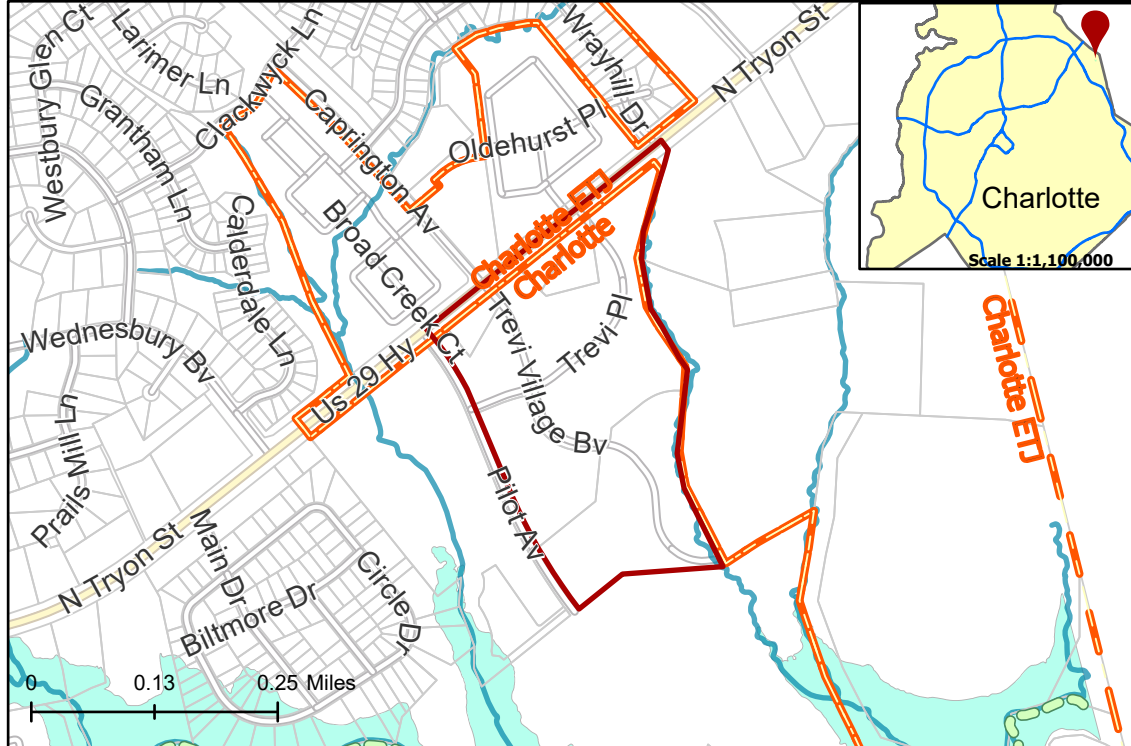 Westbury Glen Ct
Larimer Ln
Clackwyck Ln
Grantham Ln
Caprington Av
Wrayhill Dr
N Tryon St
Oldehurst Pl
Calderdale Ln
Broad Creek Ct
Charlotte ETJ
Charlotte
Charlotte
Scale 1:1,100,000
Wednesbury Bv
Us 29 Hy
Trevi Village Bv
Trevi Pl
Charlotte ETJ
Prails Mill Ln
Pilot Av
N Tryon St
Main Dr
Biltmore Dr
Circle Dr
0 0.13 0.25 Miles